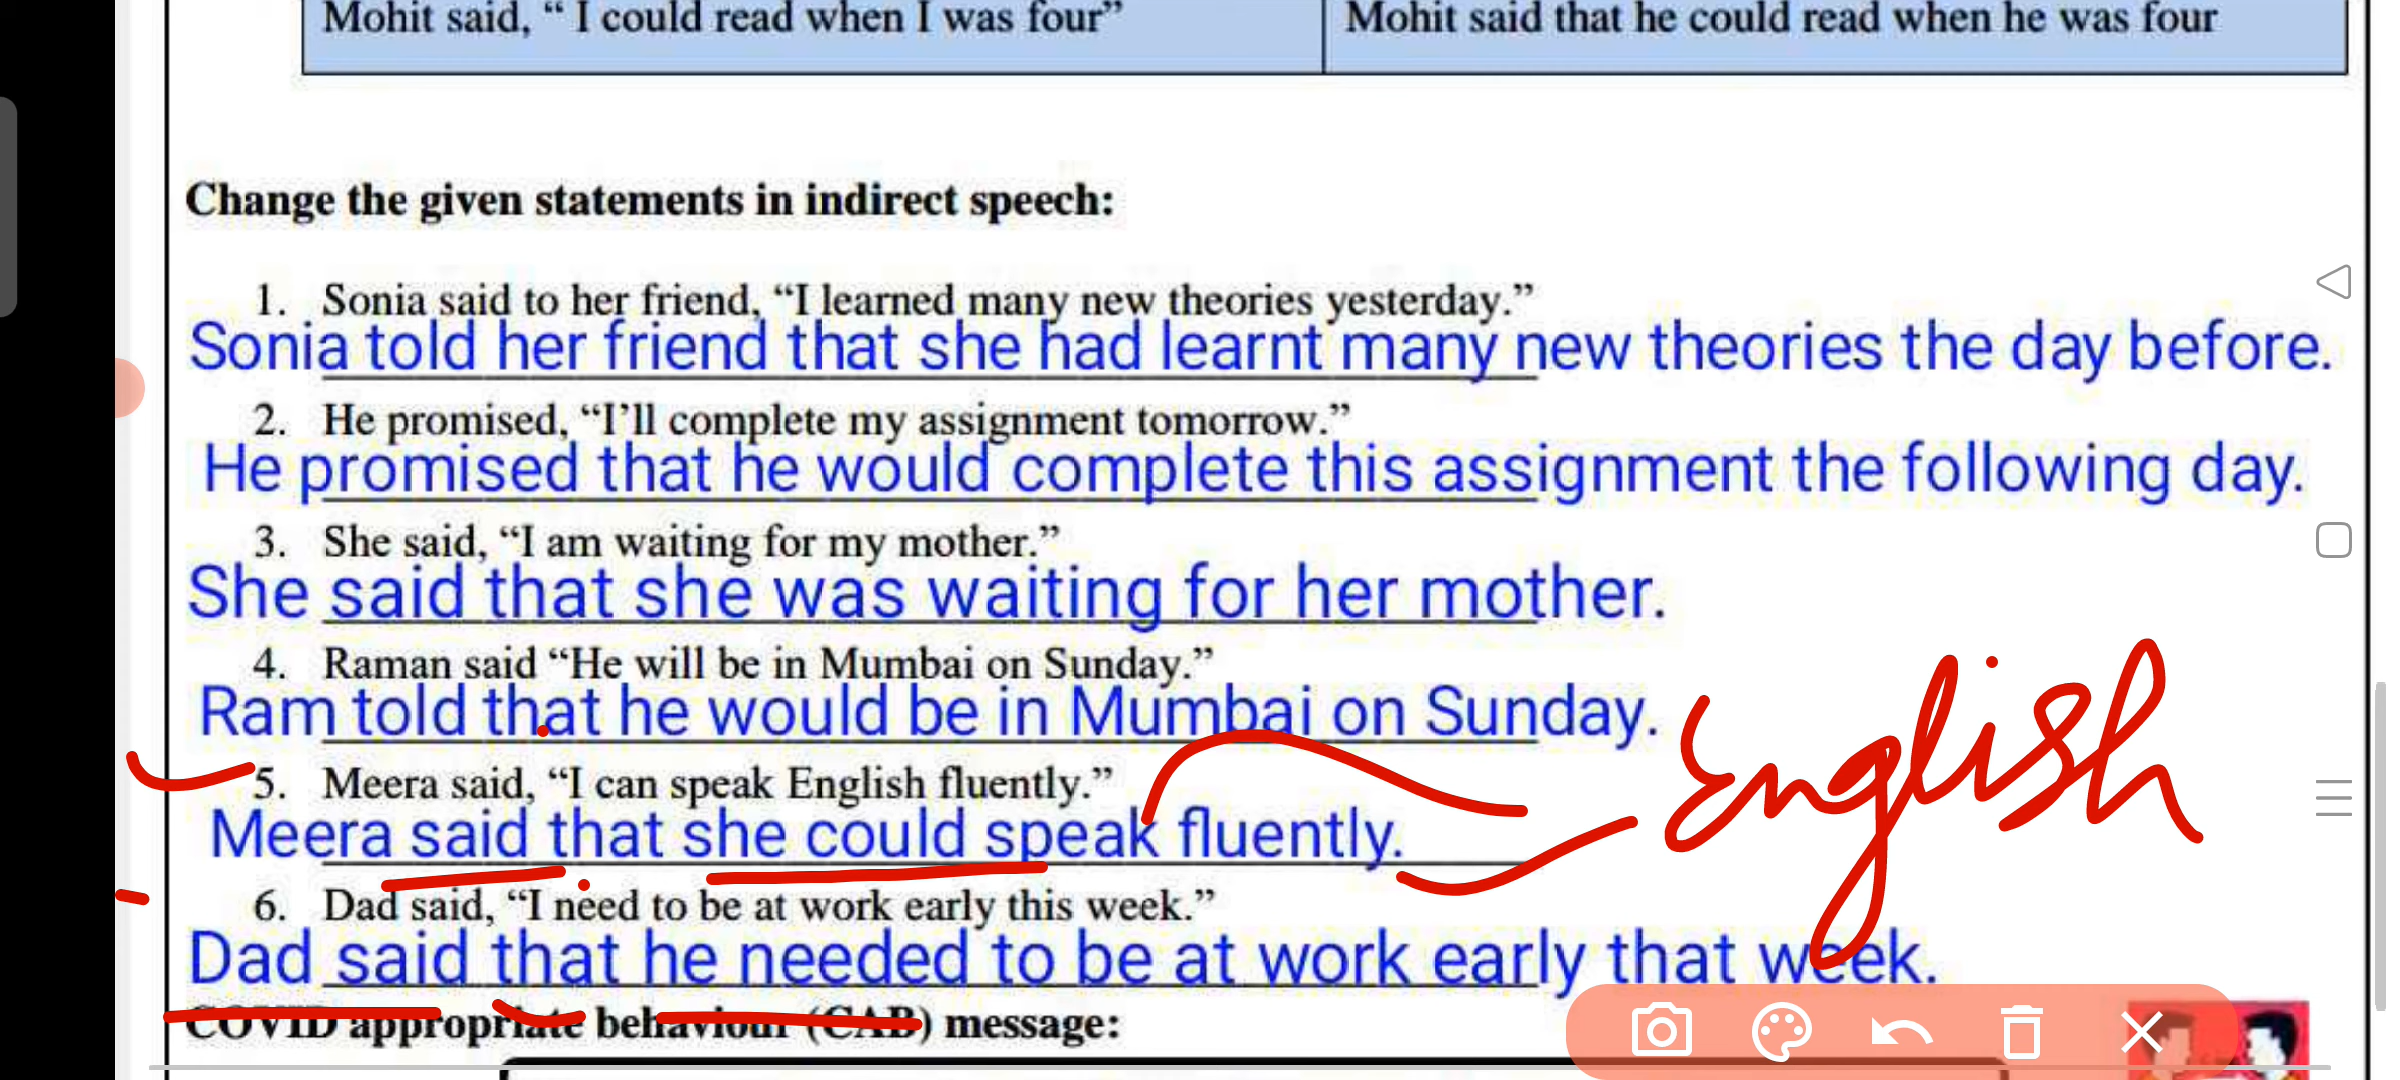 Mohit said, “ I could read when I was four” Mohit said that he could read when he was four
Change the given statements in indirect speech:
1. Sonia said to her friend, “I learned many new theories yesterday.”
Sonia told her friend that she had learnt many new theories the day before.
2. He promised, “I’ll complete my assignment tomorrow.”
He promised that he would complete this assignment the following day.
3. She said, “I am waiting for my mother.”
She said that she was waiting for her mother.
4. Raman said “He will be in Mumbai on Sunday.”
Ram told that he would be in Mumbai on Sunday.
English
5. Meera said, “I can speak English fluently.”
Meera said that she could speak fluently.
6. Dad said, “I need to be at work early this week.”
Dad said that he needed to be at work early that week.
COVID appropriate behaviour (CAB) message: